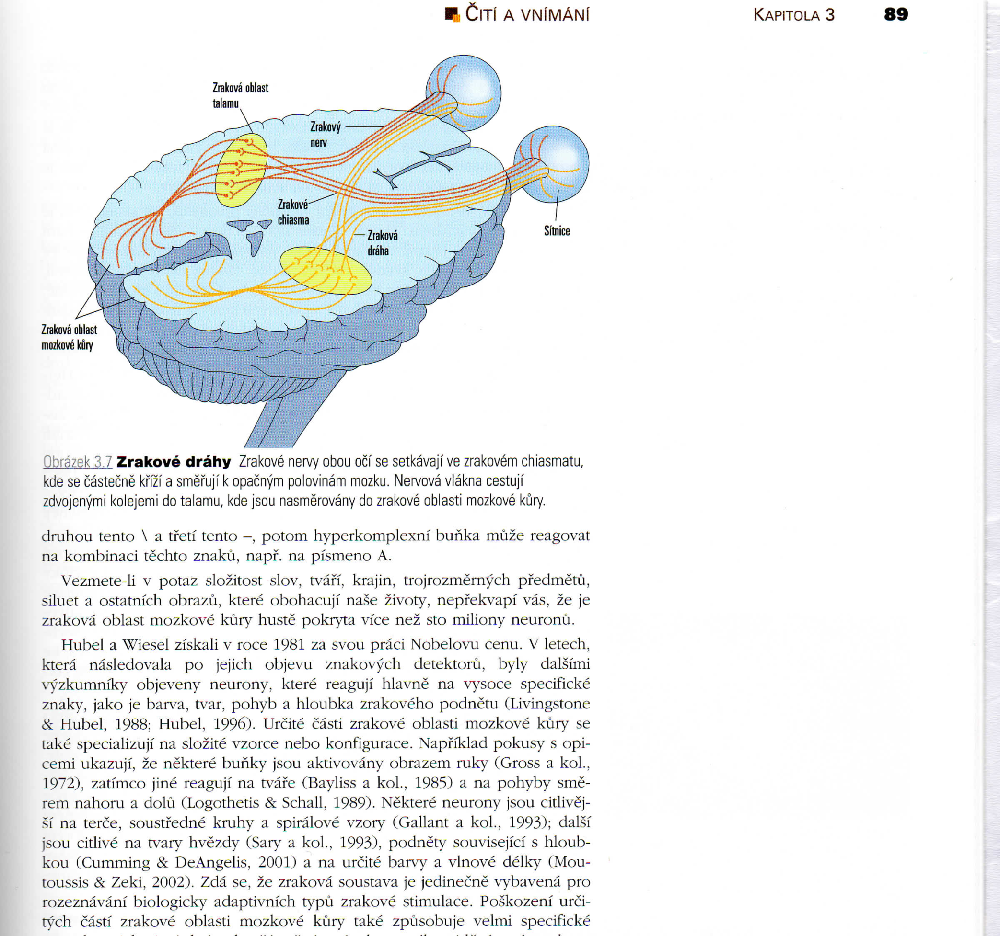 Čití a vnímání Kapitola 3 89
Zraková oblast
talamu
Zrakový
nerv
Zrakové
chiasma
Zraková
dráha
Sítnice
Zraková oblast
mozkové kůry
Obrázek 3.7 Zrakové dráhy Zrakové nervy obou očí se setkávají ve zrakovém chiasmatu,
kde se částečně kříží a směřují k opačným polovinám mozku. Nervová vlákna cestují
zdvojenými kolejemi do talamu, kde jsou nasměrovány do zrakové oblasti mozkové kůry.
druhou tento \ a třetí tento –, potom hyperkomplexní buňka může reagovat
na kombinaci těchto znaků, např. na písmeno A.
Vezmete-li v potaz složitost slov, tváří, krajin, trojrozměrných předmětů,
siluet a ostatních obrazů, které obohacují naše životy, nepřekvapí vás, že je
zraková oblast mozkové kůry hustě pokryta více než sto miliony neuronů.
Hubel a Wiesel získali v roce 1981 za svou práci Nobelovu cenu. V letech,
která následovala po jejich objevu znakových detektorů, byly dalšími
výzkumníky objeveny neurony, které reagují hlavně na vysoce specifické
znaky, jako je barva, tvar, pohyb a hloubka zrakového podnětu (Livingstone
& Hubel, 1988; Hubel, 1996). Určité části zrakové oblasti mozkové kůry se
také specializují na složité vzorce nebo konfigurace. Například pokusy s opi-
cemi ukazují, že některé buňky jsou aktivovány obrazem ruky (Gross a kol.,
1972), zatímco jiné reagují na tváře (Bayliss a kol., 1985) a na pohyby smě-
rem nahoru a dolů (Logothetis & Schall, 1989). Některé neurony jsou citlivěj-
ší na terče, soustředné kruhy a spirálové vzory (Gallant a kol., 1993); další
jsou citlivé na tvary hvězdy (Sary a kol., 1993), podněty související s hloub-
kou (Cumming & DeAngelis, 2001) a na určité barvy a vlnové délky (Mou-
toussis & Zeki, 2002). Zdá se, že zraková soustava je jedinečně vybavená pro
rozeznávání biologicky adaptivních typů zrakové stimulace. Poškození urči-
tých částí zrakové oblasti mozkové kůry také způsobuje velmi specifické